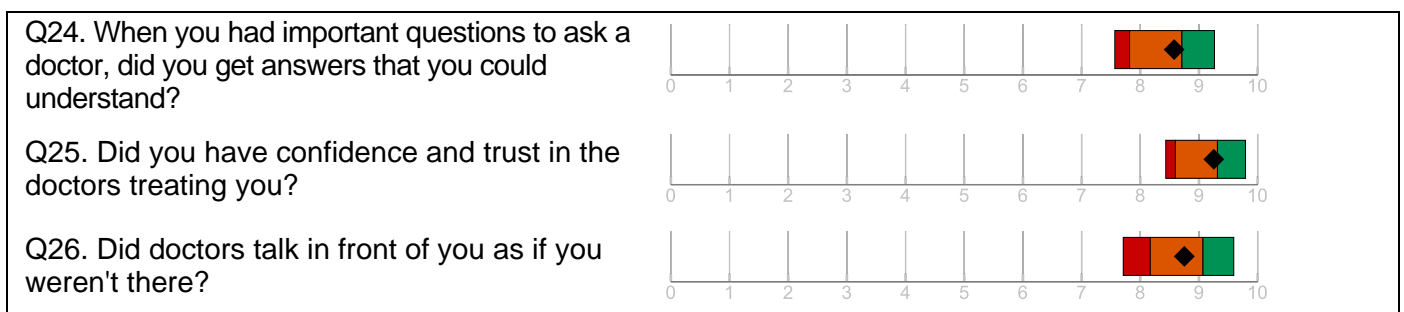 Q24. When you had important questions to ask a
doctor, did you get answers that you could
understand?
0 1 2 3 4 5 6 7 8 9 10
Q25. Did you have confidence and trust in the
doctors treating you?
0 1 2 3 4 5 6 7 8 9 10
Q26. Did doctors talk in front of you as if you
weren't there?
0 1 2 3 4 5 6 7 8 9 10